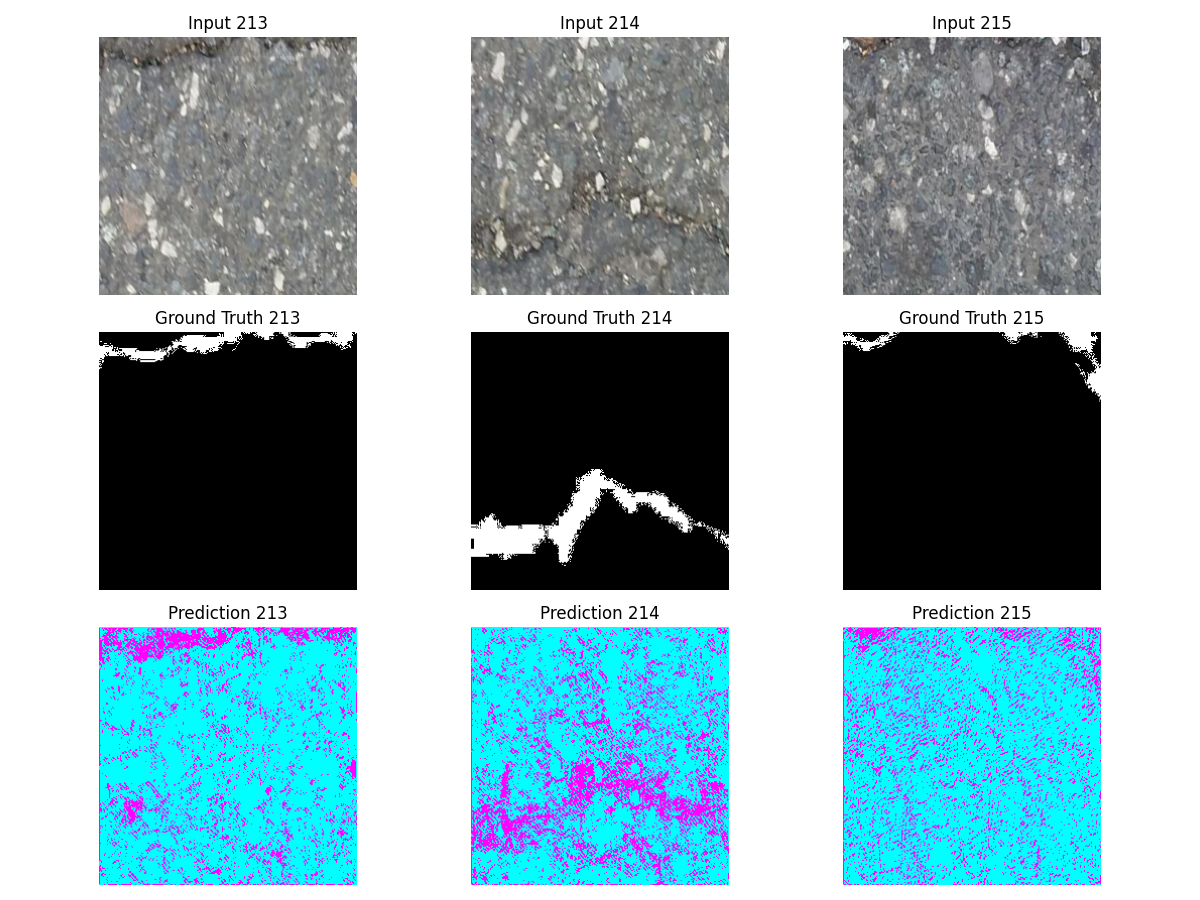 Input 213
Input 214
Input 215
Ground Truth 213
Ground Truth 214
Ground Truth 215
Prediction 213
Prediction 214
Prediction 215